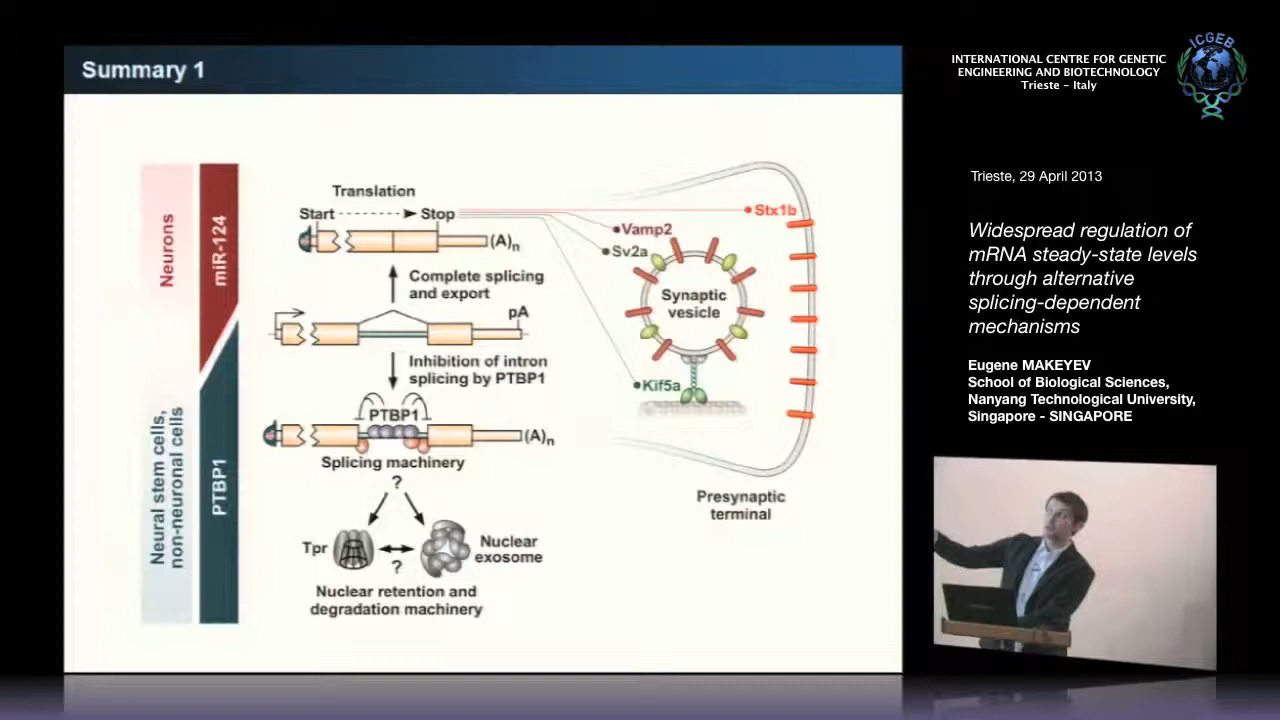 Summary 1
Neurons
miR-124
Neural stem cells,
non-neuronal cells
PTBP1
Translation
Start
Stop
(A)n
Complete splicing
and export
pA
Inhibition of intron
splicing by PTBP1
PTBP1
(A)n
Splicing machinery
?
Tpr
?
Nuclear
exosome
Nuclear retention and
degradation machinery
Stx1b
Vamp2
Sv2a
Synaptic
vesicle
Kif5a
Presynaptic
terminal
INTERNATIONAL CENTRE FOR GENETIC
ENGINEERING AND BIOTECHNOLOGY
Trieste - Italy
ICGEB
Trieste, 29 April 2013
Widespread regulation of
mRNA steady-state levels
through alternative
splicing-dependent
mechanisms
Eugene MAKEYEV
School of Biological Sciences,
Nanyang Technological University,
Singapore - SINGAPORE